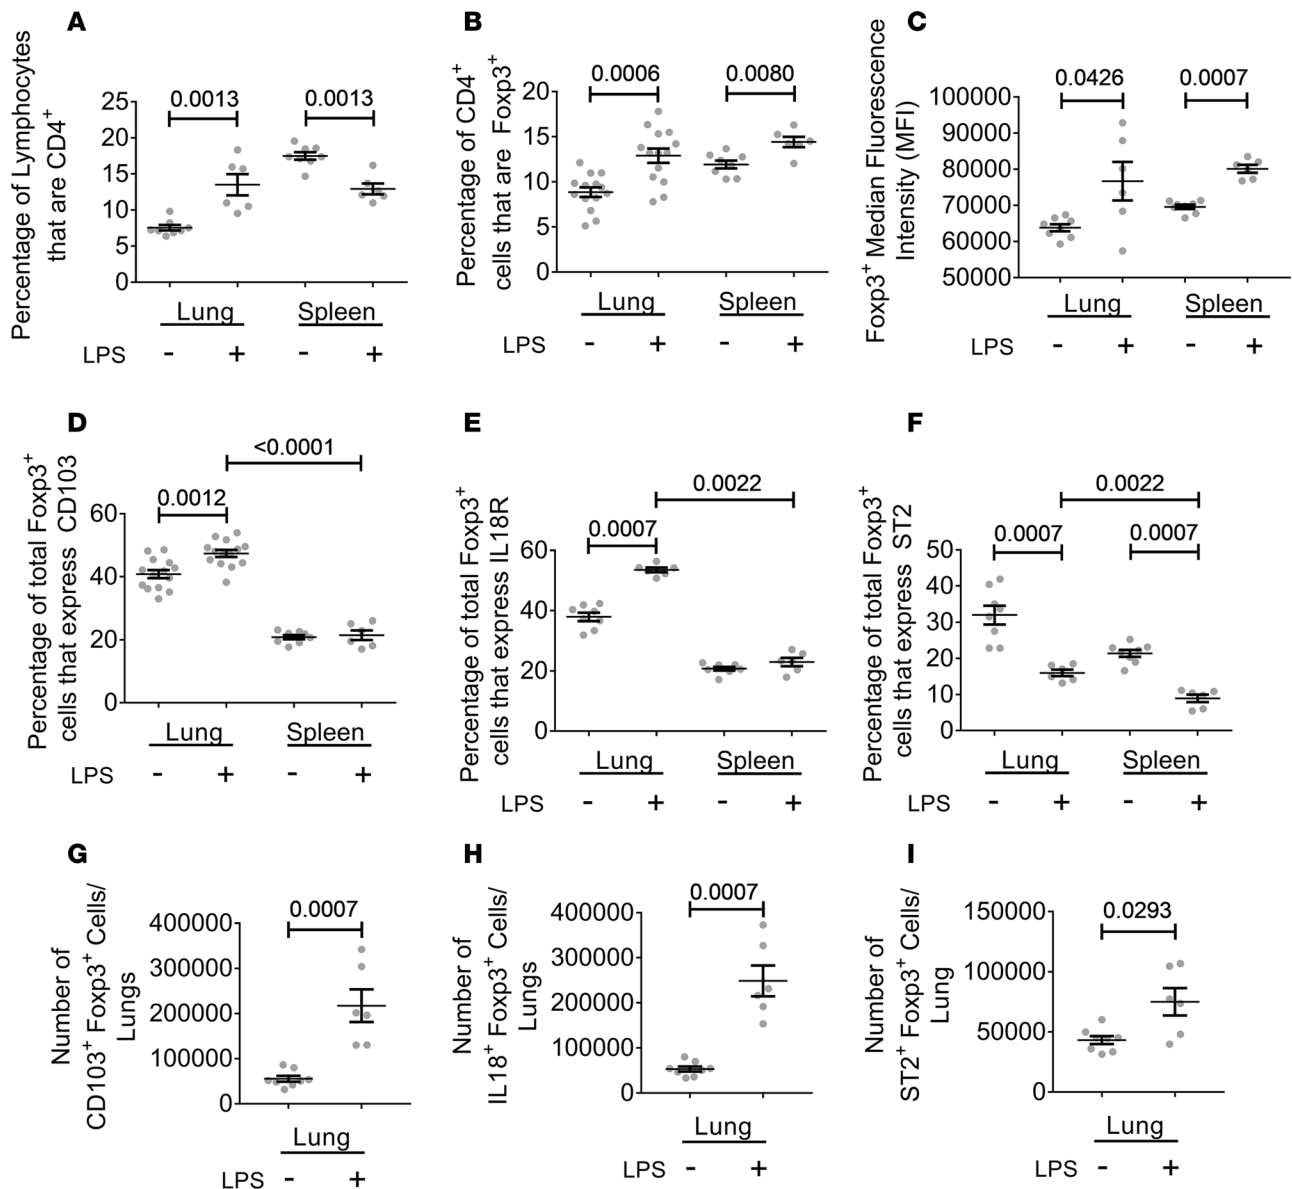 A
Percentage of Lymphocytes
that are CD4+
25
20
15
10
5
0
0.0013
0.0013
Lung
Spleen
LPS
-
+
-
+
B
Percentage of CD4+
cells that are Foxp3+
20
15
10
5
0
0.0006
0.0080
Lung
Spleen
LPS
-
+
-
+
C
Foxp3+ Median Fluorescence
Intensity (MFI)
100000
90000
80000
70000
60000
50000
0.0426
0.0007
Lung
Spleen
LPS
-
+
-
+
D
Percentage of total Foxp3+
cells that express CD103
60
40
20
0
<0.0001
0.0012
Lung
Spleen
LPS
-
+
-
+
E
Percentage of total Foxp3+
cells that express IL18R
60
40
20
0
0.0022
0.0007
Lung
Spleen
LPS
-
+
-
+
F
Percentage of total Foxp3+
cells that express ST2
50
40
30
20
10
0
0.0022
0.0007
0.0007
Lung
Spleen
LPS
-
+
-
+
G
Number of
CD103+ Foxp3+ Cells/
Lungs
400000
300000
200000
100000
0
0.0007
Lung
LPS
-
+
H
Number of
IL18+ Foxp3+ Cells/
Lungs
400000
300000
200000
100000
0
0.0007
Lung
LPS
-
+
I
Number of
ST2+ Foxp3+ Cells/
Lung
150000
100000
50000
0
0.0293
Lung
LPS
-
+